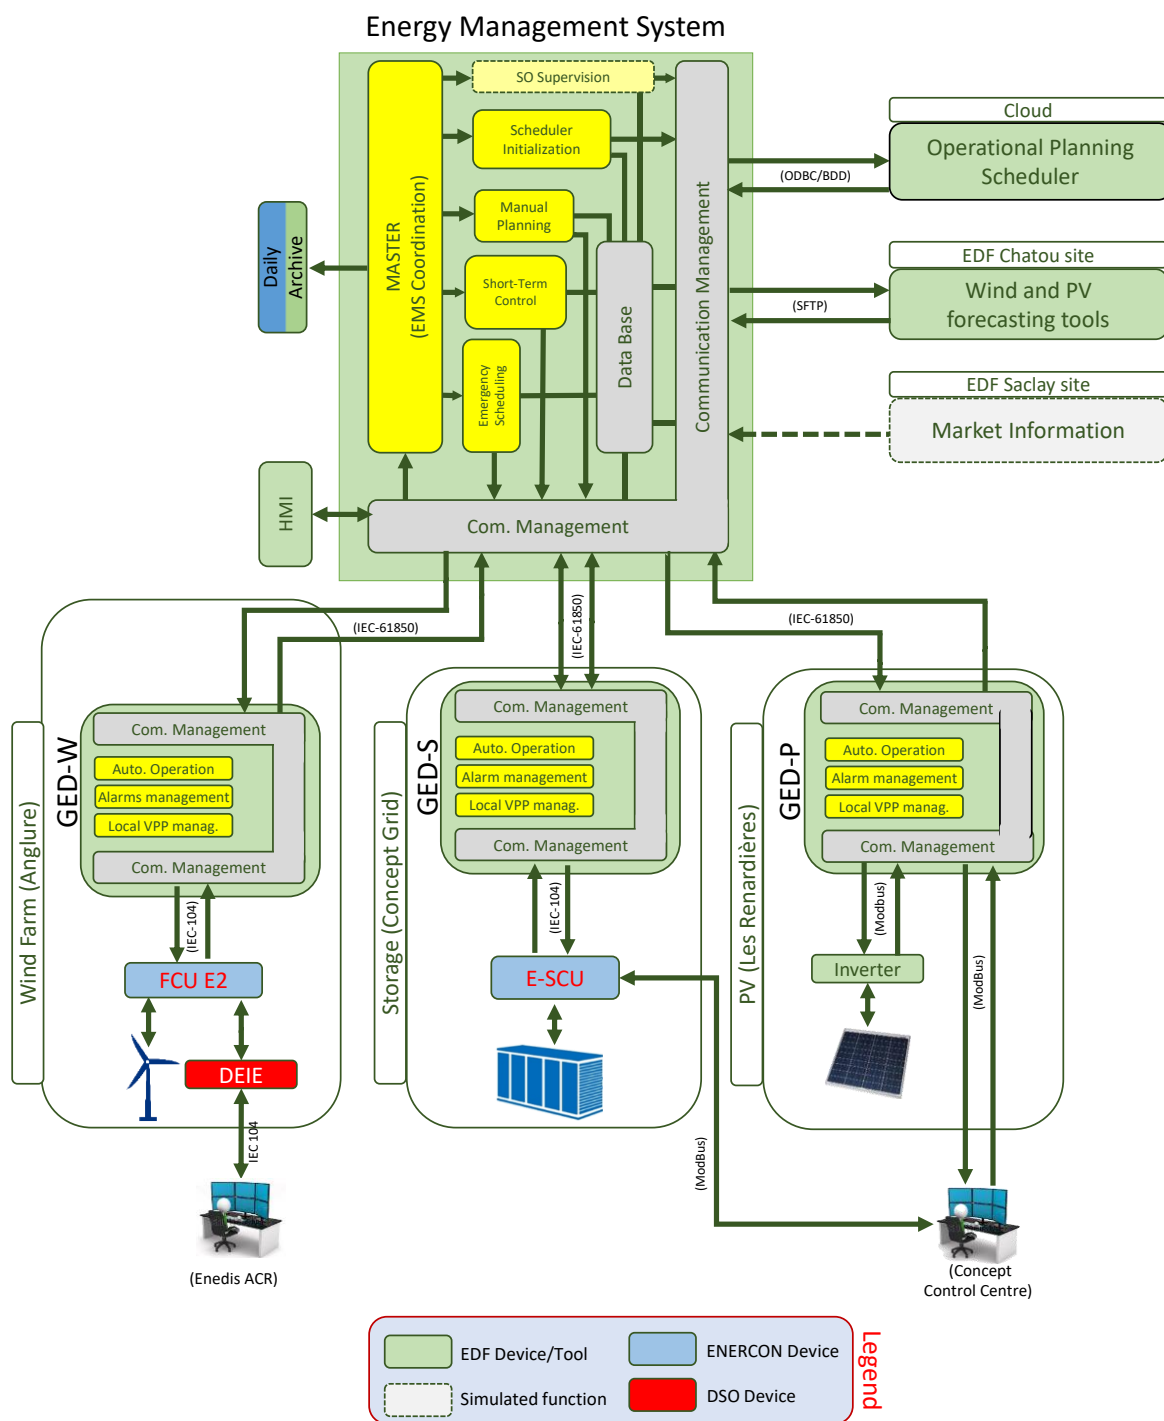 Energy Management System
SO Supervision
Scheduler
Initialization
Manual
Planning
Short-Term
Control
Emergency
Scheduling
MASTER
(EMS Coordination)
Data Base
Communication Management
Com. Management
Daily
Archive
HMI
Cloud
Operational Planning
Scheduler
(ODBC/BDD)
EDF Chatou site
Wind and PV
forecasting tools
(SFTP)
EDF Saclay site
Market Information
(IEC-61850)
(IEC-61850)
(IEC-61850)
Wind Farm (Anglure)
GED-W
Com. Management
Auto. Operation
Alarms management
Local VPP manag.
Com. Management
(IEC-104)
FCU E2
DEIE
IEC 104
(Enedis ACR)
Storage (Concept Grid)
GED-S
Com. Management
Auto. Operation
Alarm management
Local VPP manag.
Com. Management
(IEC-104)
E-SCU
(ModBus)
PV (Les Renardières)
GED-P
Com. Management
Auto. Operation
Alarm management
Local VPP manag.
Com. Management
(Modbus)
Inverter
(ModBus)
(Concept
Control Centre)
Legend
EDF Device/Tool
ENERCON Device
Simulated function
DSO Device